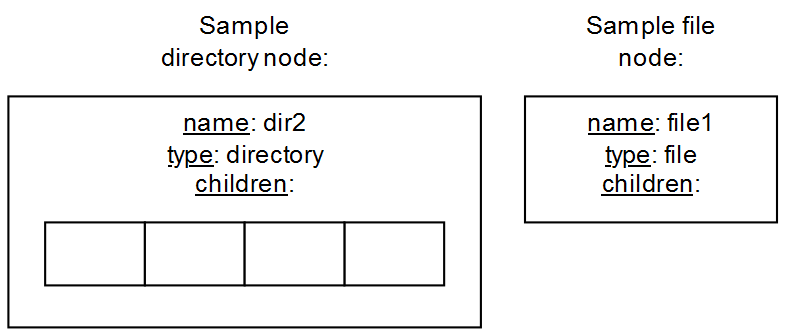 Sample
directory node:
name: dir2
type: directory
children:
Sample file
node:
name: file1
type: file
children: